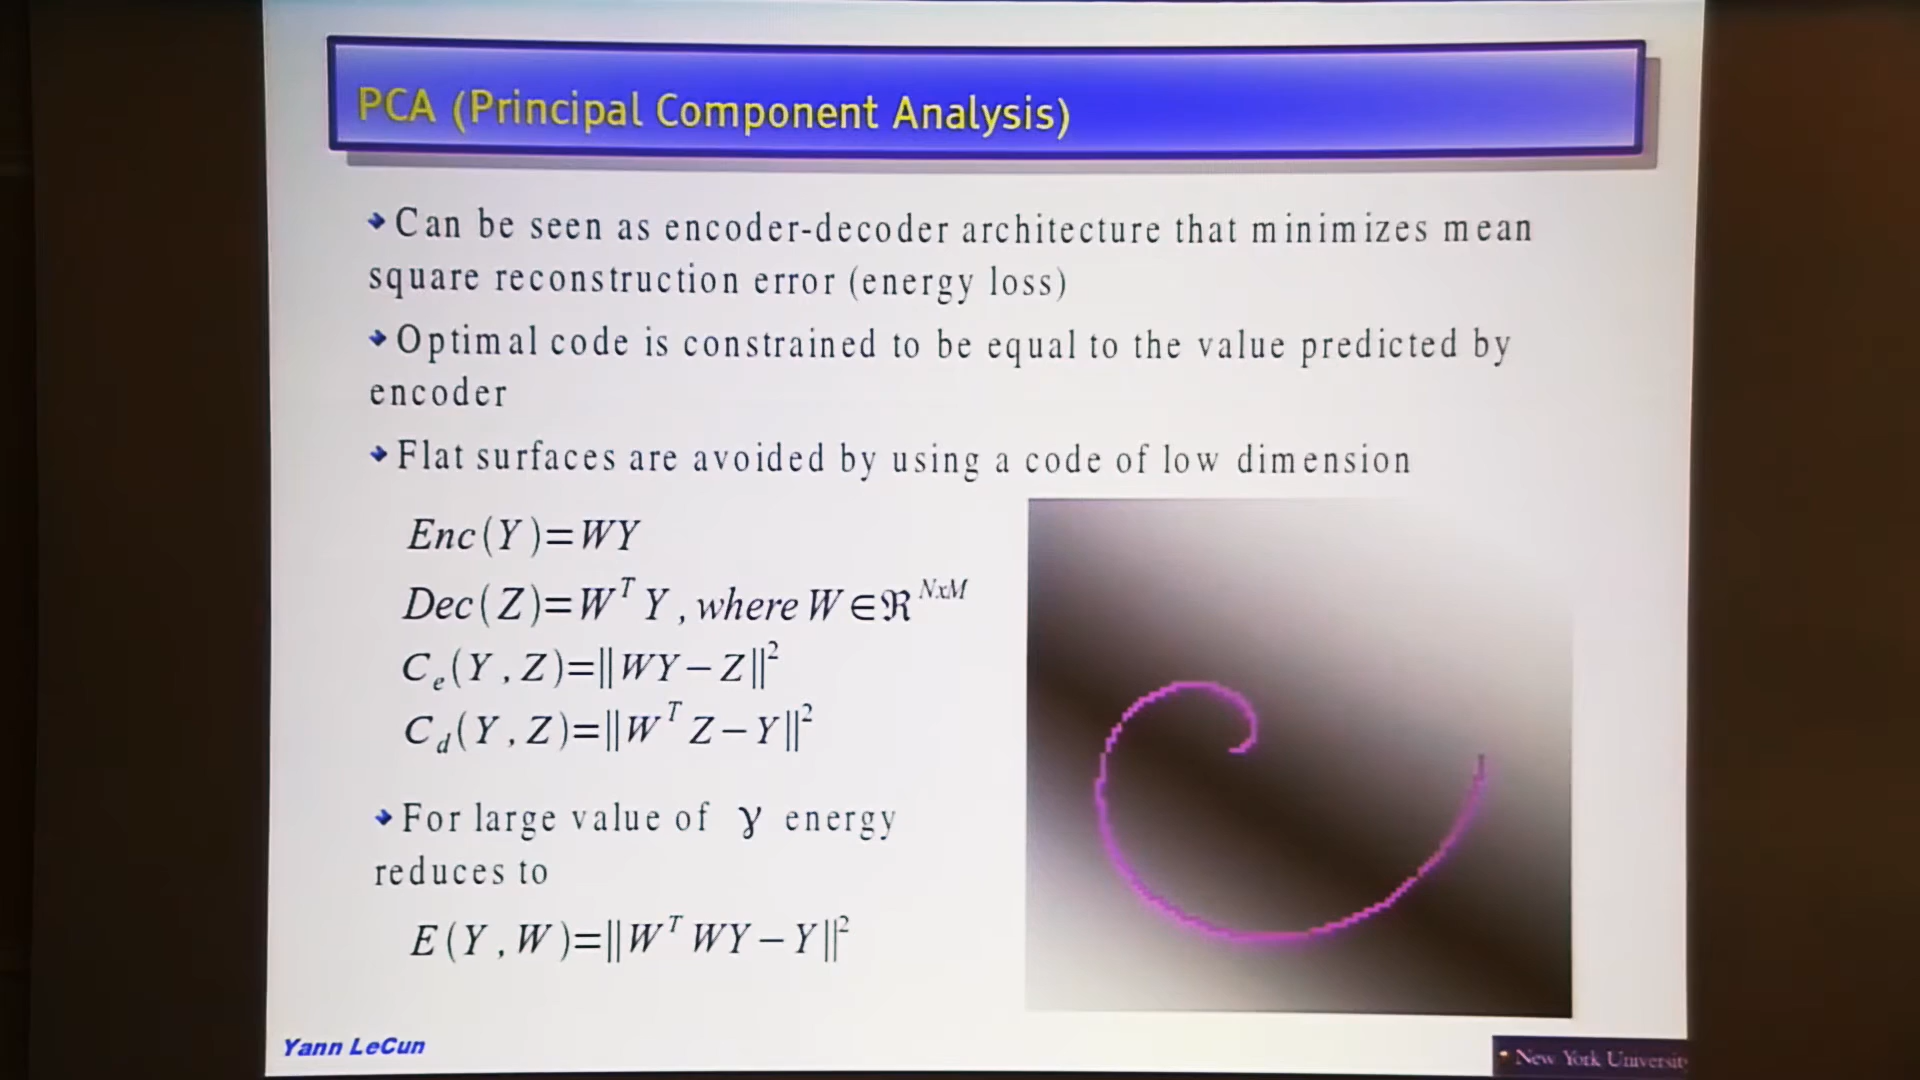 PCA (Principal Component Analysis)
Can be seen as encoder-decoder architecture that minimizes mean
square reconstruction error (energy loss)
Optimal code is constrained to be equal to the value predicted by
encoder
Flat surfaces are avoided by using a code of low dimension
Enc(Y)=WY
Dec(Z)=W^T Y, where W∈ℜ^NxM
C_e(Y,Z)=||WY−Z||²
C_d(Y,Z)=||W^T Z−Y||²
For large value of γ energy
reduces to
E(Y,W)=||W^T WY−Y||²
Yann LeCun
New York University